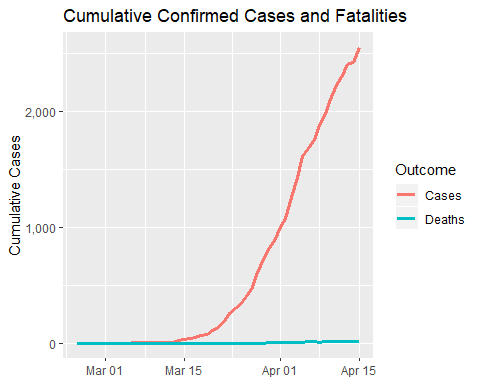 Cumulative Confirmed Cases and Fatalities
Cumulative Cases
2,000
1,000
0
Mar 01 Mar 15 Apr 01 Apr 15
Outcome
Cases
Deaths